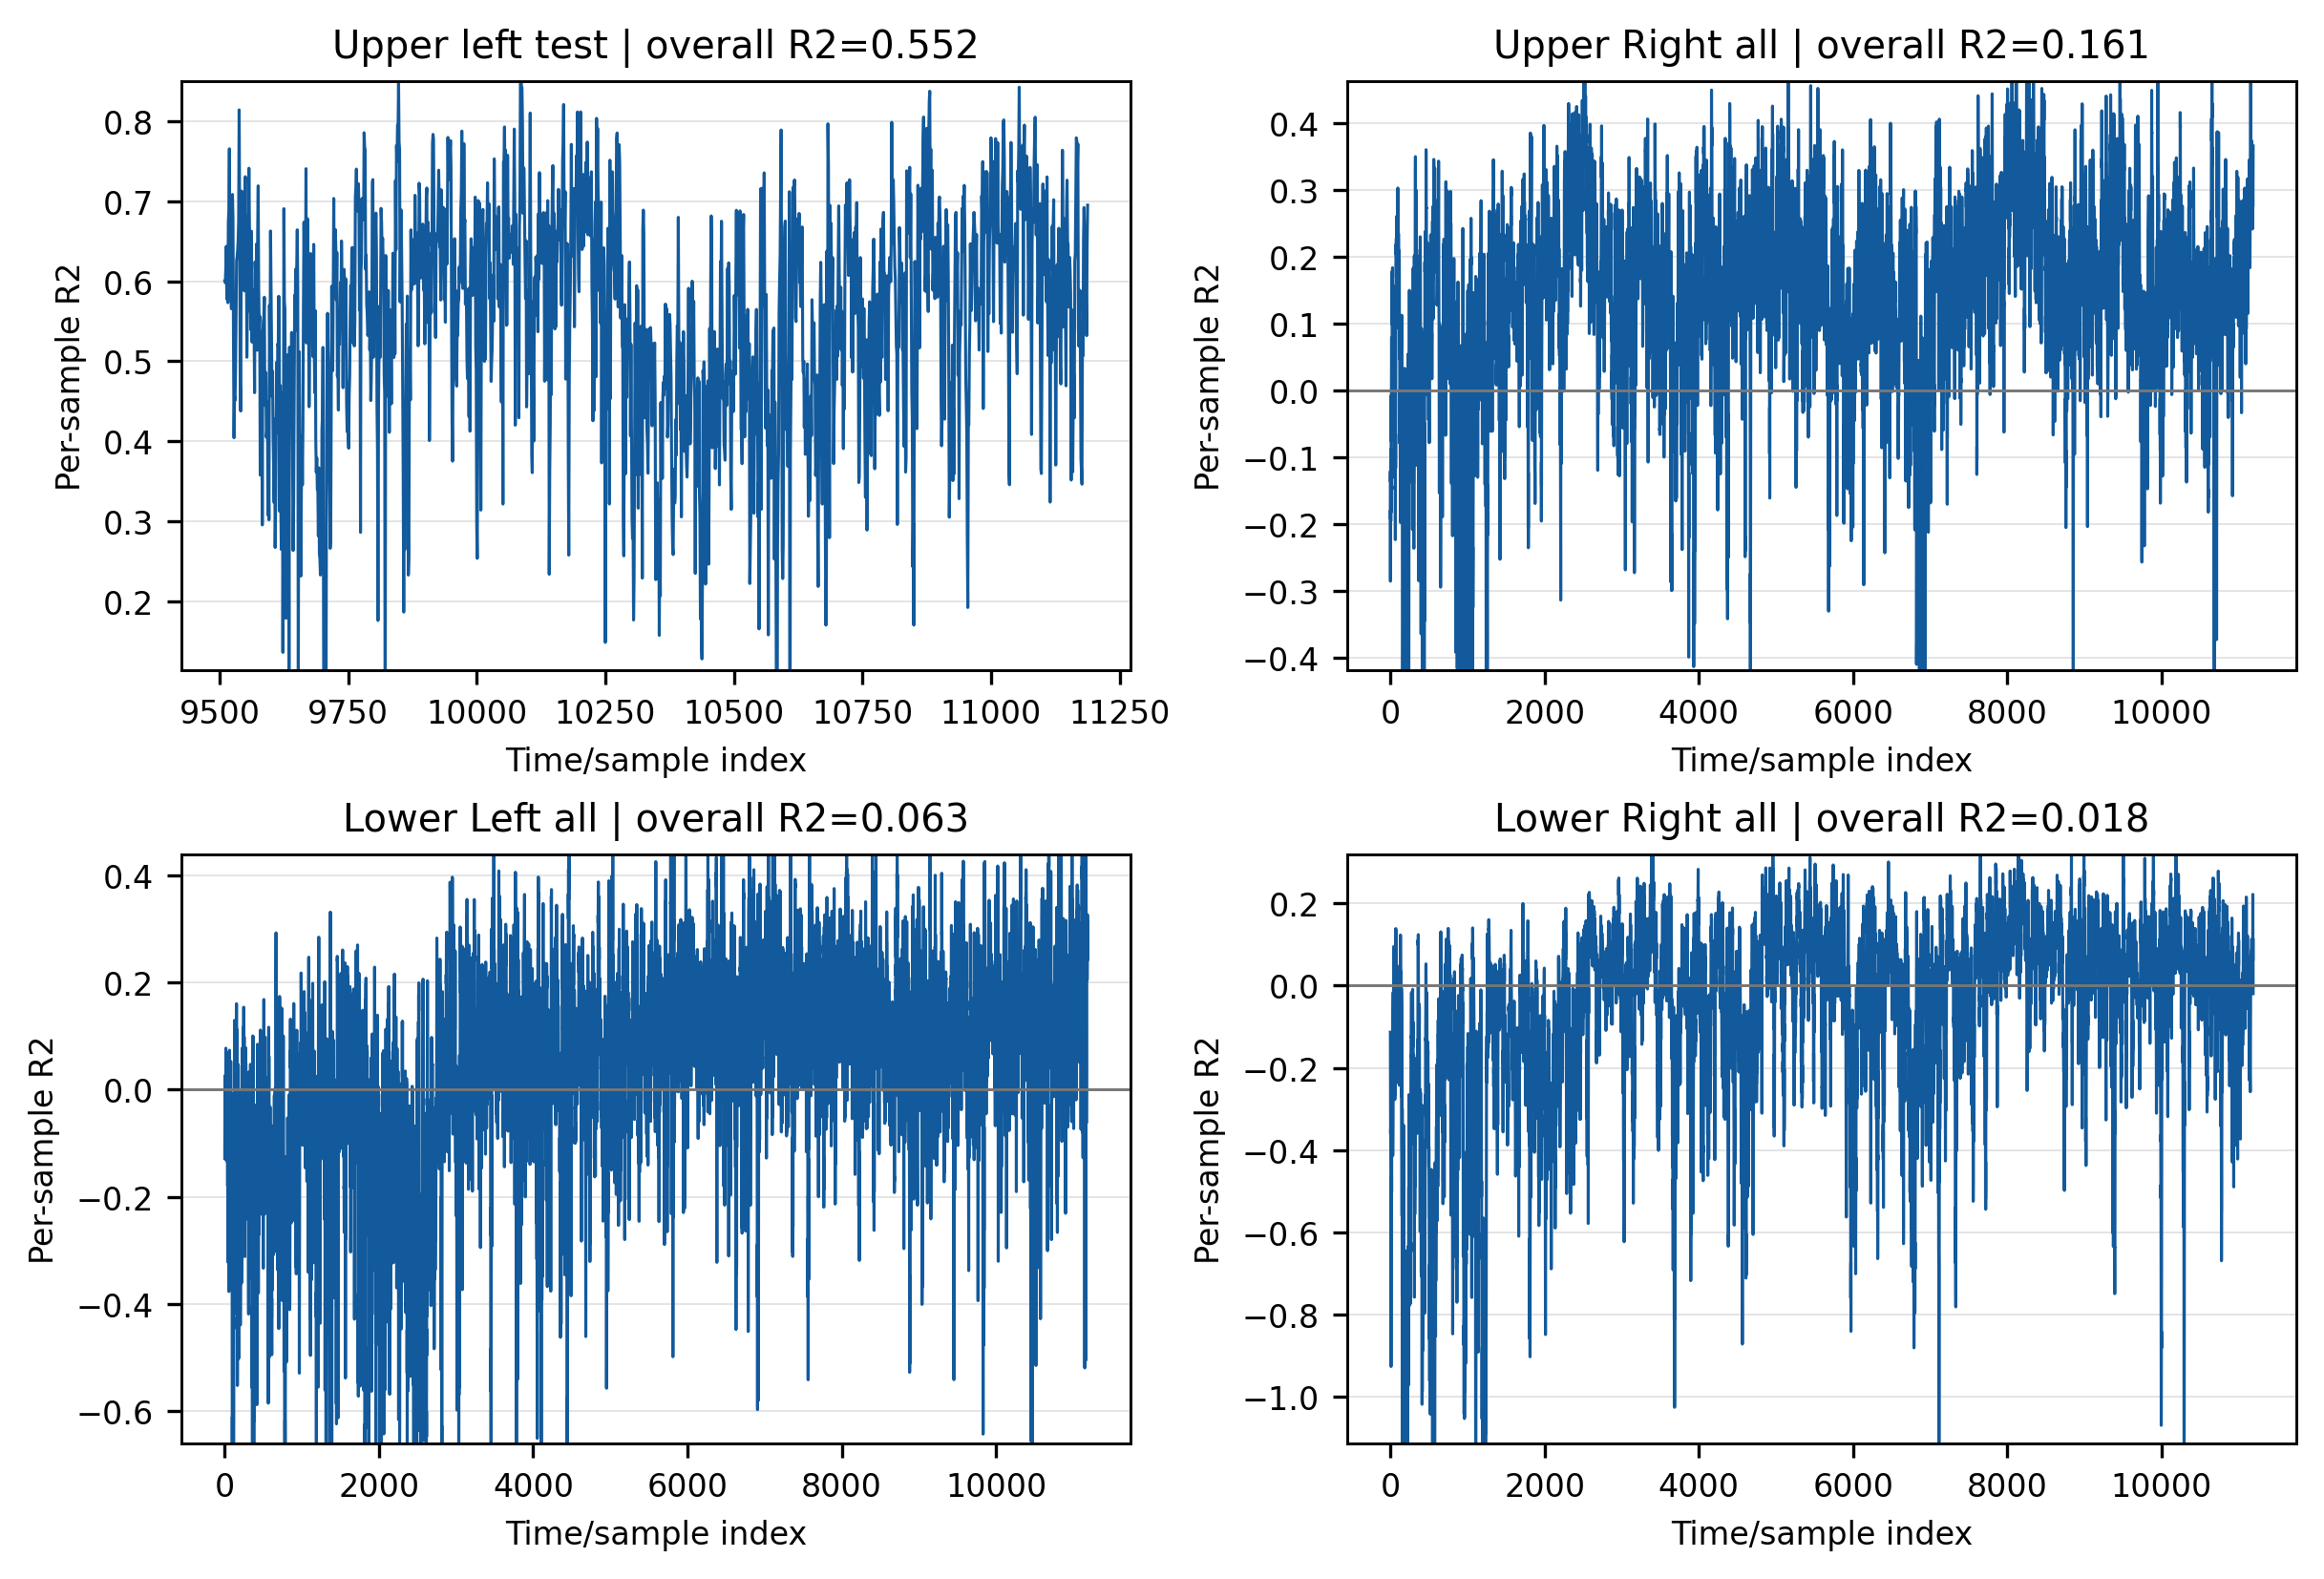 Upper left test | overall R2=0.552
Per-sample R2
0.8
0.7
0.6
0.5
0.4
0.3
0.2
9500 9750 10000 10250 10500 10750 11000 11250
Time/sample index
Upper Right all | overall R2=0.161
Per-sample R2
0.4
0.3
0.2
0.1
0.0
−0.1
−0.2
−0.3
−0.4
0 2000 4000 6000 8000 10000
Time/sample index
Lower Left all | overall R2=0.063
Per-sample R2
0.4
0.2
0.0
−0.2
−0.4
−0.6
0 2000 4000 6000 8000 10000
Time/sample index
Lower Right all | overall R2=0.018
Per-sample R2
0.2
0.0
−0.2
−0.4
−0.6
−0.8
−1.0
0 2000 4000 6000 8000 10000
Time/sample index